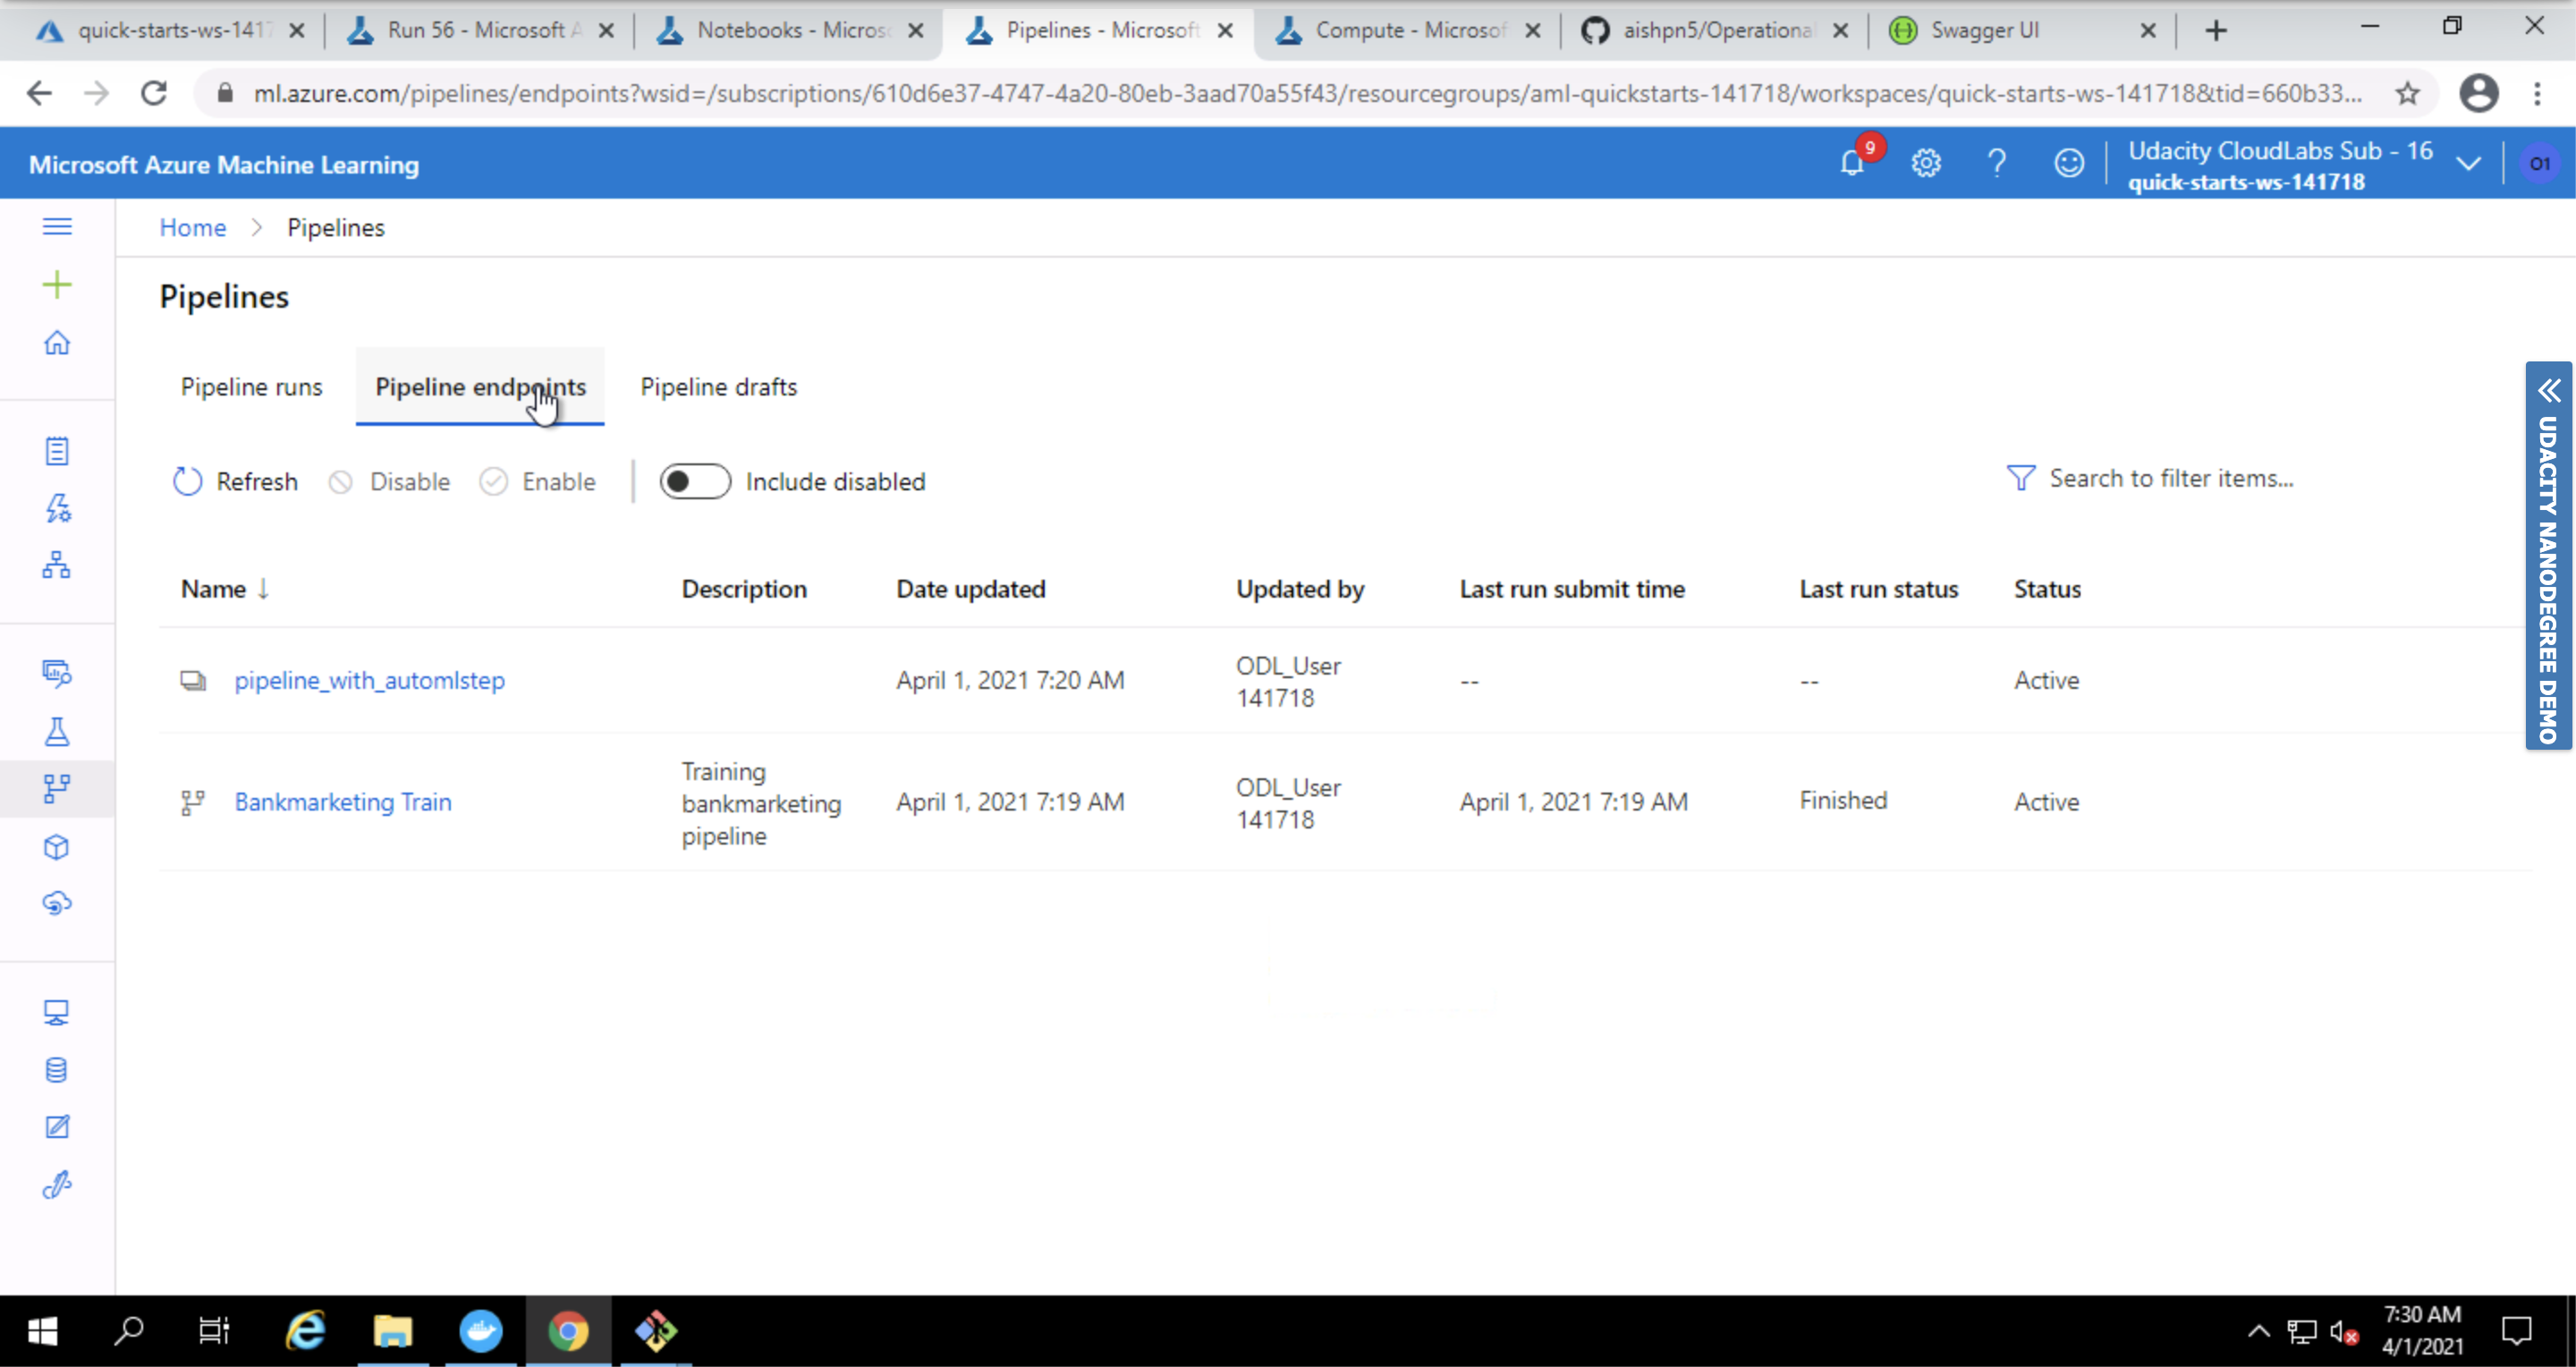 quick-starts-ws-1417
Run 56 - Microsoft A
Notebooks - Micros
Pipelines - Microsoft
Compute - Microsof
aishpn5/Operational
Swagger UI
ml.azure.com/pipelines/endpoints?wsid=/subscriptions/610d6e37-4747-4a20-80eb-3aad70a55f43/resourcegroups/aml-quickstarts-141718/workspaces/quick-starts-ws-141718&tid=660b33...
Microsoft Azure Machine Learning
9
Udacity CloudLabs Sub - 16
quick-starts-ws-141718
O1
Home > Pipelines
Pipelines
Pipeline runs
Pipeline endpoints
Pipeline drafts
Refresh
Disable
Enable
Include disabled
Search to filter items...
Name ↓
Description
Date updated
Updated by
Last run submit time
Last run status
Status
pipeline_with_automlstep
April 1, 2021 7:20 AM
ODL_User
141718
--
--
Active
Bankmarketing Train
Training
bankmarketing
pipeline
April 1, 2021 7:19 AM
ODL_User
141718
April 1, 2021 7:19 AM
Finished
Active
UDACITY NANODEGREE DEMO
7:30 AM
4/1/2021